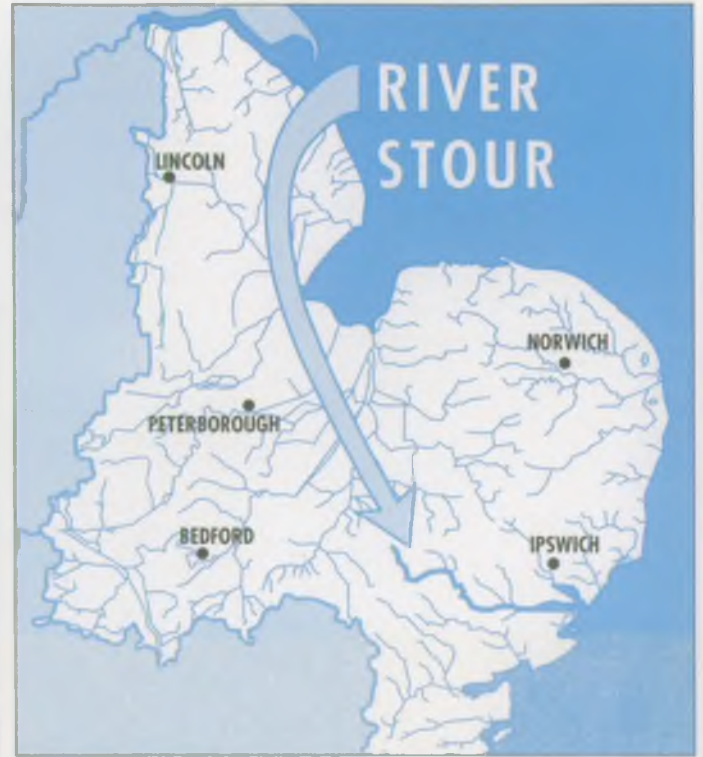 RIVER
STOUR
LINCOLN
NORWICH
PETERBOROUGH
BEDFORD
IPSWICH